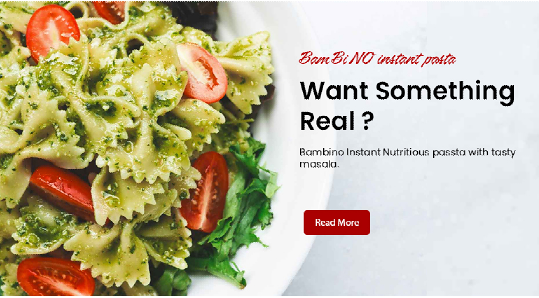 BamBiNO instant pasta
Want Something
Real ?
Bambino Instant Nutritious passta with tasty
masala.
Read More